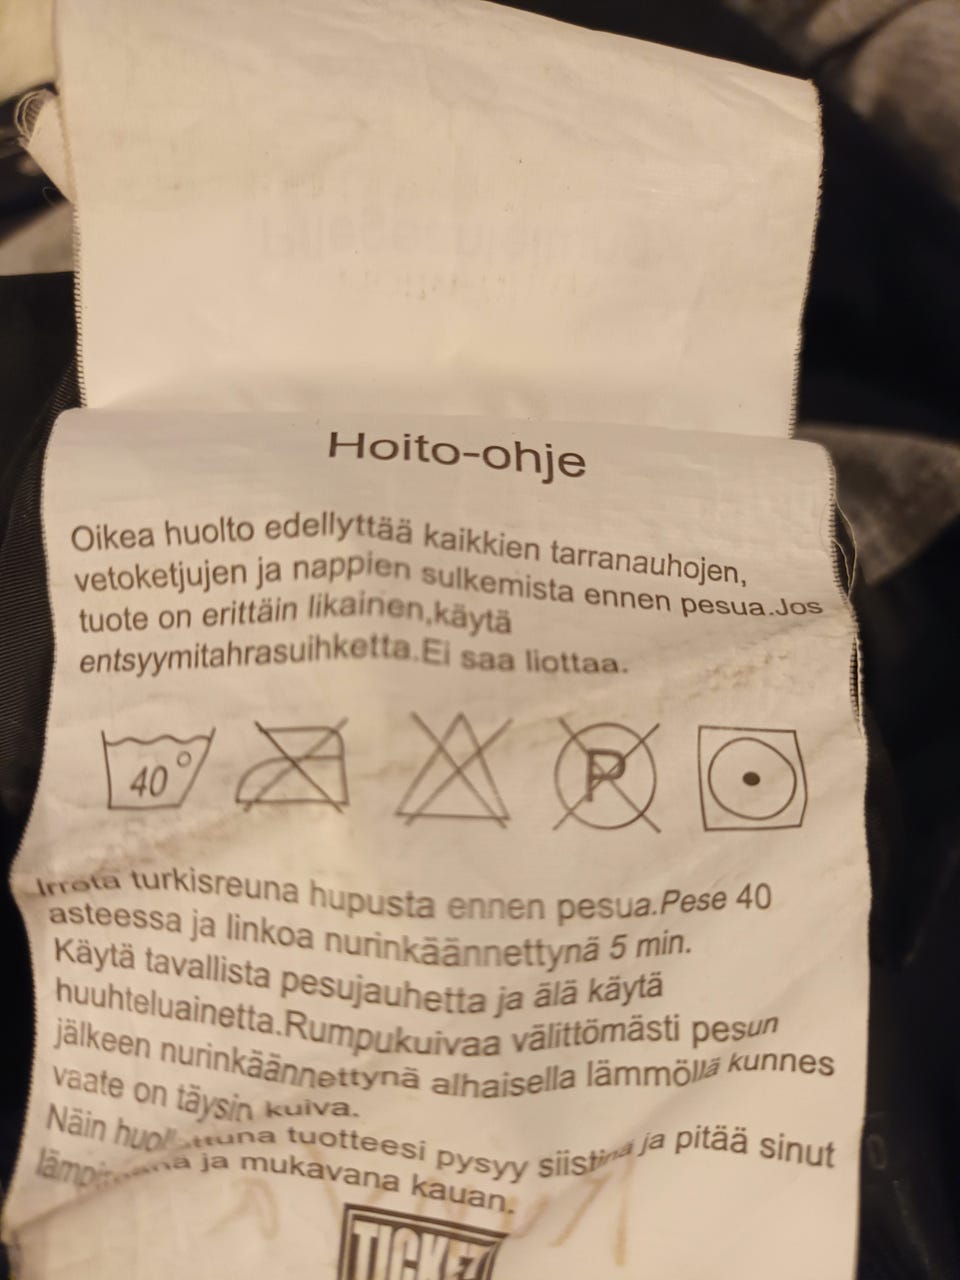 Hoito-ohje
Oikea huolto edellyttää kaikkien tarranauhojen,
vetoketjujen ja nappien sulkemista ennen pesua.Jos
tuote on erittäin likainen,käytä
entsyymitahrasuihketta.Ei saa liottaa.
40° P
Irrota turkisreuna hupusta ennen pesua.Pese 40
asteessa ja linkoa nurinkäännettynä 5 min.
Käytä tavallista pesujauhetta ja älä käytä
huuhteluainetta.Rumpukuivaa välittömästi pesun
jälkeen nurinkäännettynä alhaisella lämmöllä kunnes
vaate on täysin kuiva.
Näin tuotteesi pysyy siistinä ja pitää sinut
ja mukavana kauan.
TICKET